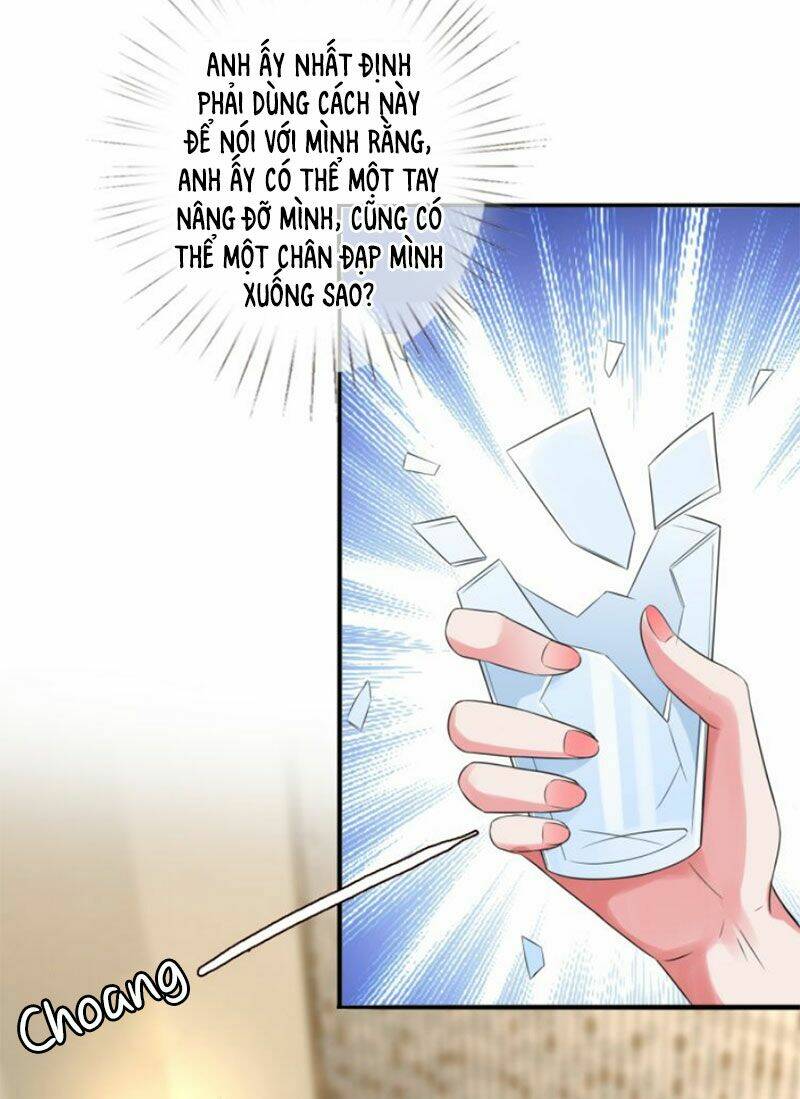 ANH ẤY NHẤT ĐỊNH
PHẢI DÙNG CÁCH NÀY
ĐỂ NÓI VỚI MÌNH RẰNG,
ANH ẤY CÓ THỂ MỘT TAY
NÂNG ĐỠ MÌNH, CŨNG CÓ
THỂ MỘT CHÂN ĐẠP MÌNH
XUỐNG SAO?
Choang